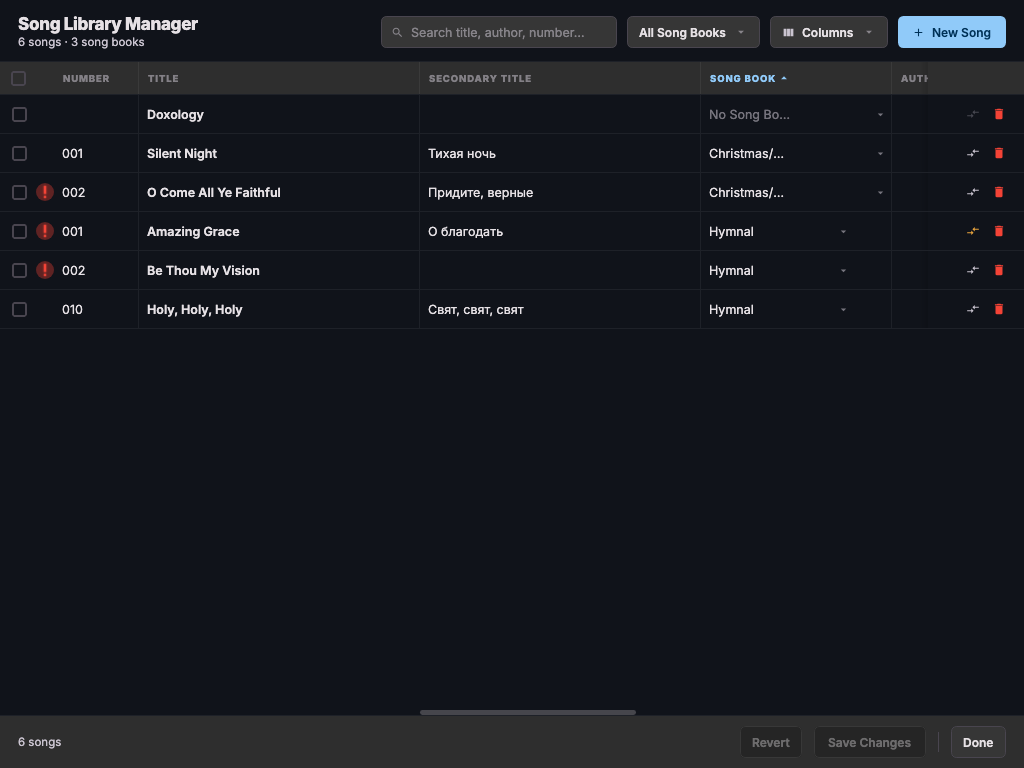 Song Library Manager
6 songs · 3 song books
Search title, author, number...
All Song Books
Columns
+ New Song
NUMBER TITLE SECONDARY TITLE SONG BOOK AUTH
Doxology No Song Bo...
001 Silent Night Тихая ночь Christmas/...
002 O Come All Ye Faithful Придите, верные Christmas/...
001 Amazing Grace О благодать Hymnal
002 Be Thou My Vision Hymnal
010 Holy, Holy, Holy Свят, свят, свят Hymnal
6 songs
Revert
Save Changes
Done